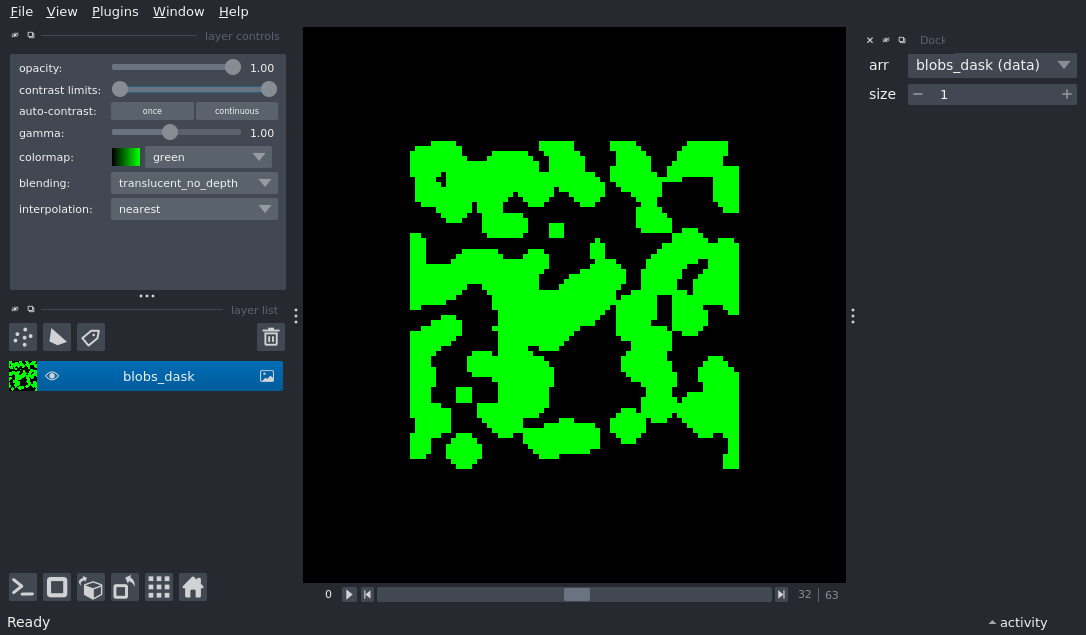 File View Plugins Window Help
layer controls
opacity: 1.00
contrast limits:
auto-contrast: once continuous
gamma: 1.00
colormap: green
blending: translucent_no_depth
interpolation: nearest
layer list
blobs_dask
0 32 63
Dock
arr blobs_dask (data)
size 1
Ready
activity